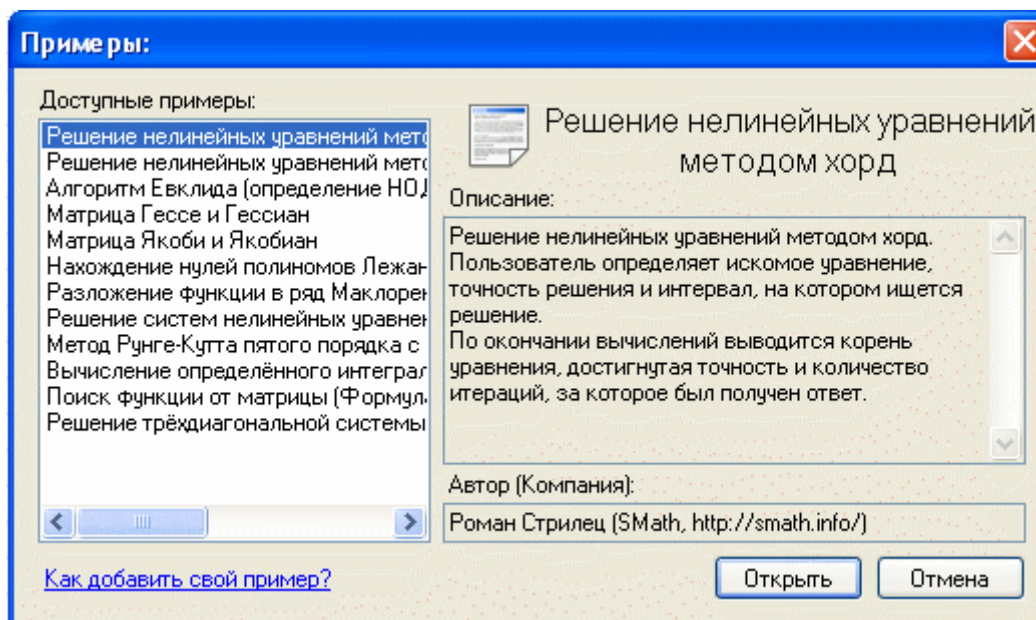 Примеры:
Доступные примеры:
Решение нелинейных уравнений мето
Решение нелинейных уравнений мето
Алгоритм Евклида (определение НОД
Матрица Гессе и Гессиан
Матрица Якоби и Якобиан
Нахождение нулей полиномов Лежан
Разложение функции в ряд Маклорен
Решение систем нелинейных уравнен
Метод Рунге-Кутта пятого порядка с
Вычисление определённого интеграл
Поиск функции от матрицы (Формул
Решение трёхдиагональной системы
Как добавить свой пример?
Решение нелинейных уравнений
методом хорд
Описание:
Решение нелинейных уравнений методом хорд.
Пользователь определяет искомое уравнение,
точность решения и интервал, на котором ищется
решение.
По окончании вычислений выводится корень
уравнения, достигнутая точность и количество
итераций, за которое был получен ответ.
Автор (Компания):
Роман Стрилец (SMath, http://smath.info/)
Открыть
Отмена